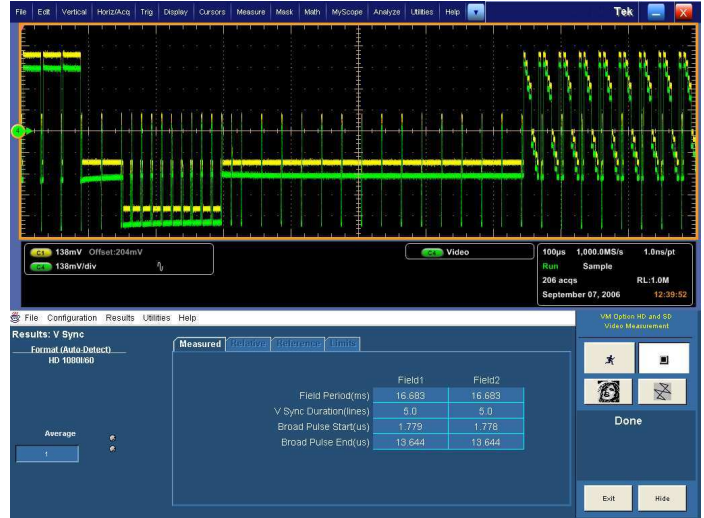 File Edit Vertical Horiz/Acq Trig Display Cursors Measure Mask Math MyScope Analyze Utilities Help Tek
C1 138mV Offset:204mV
C4 138mV/div
C4 Video
100μs 1,000.0MS/s 1.0ns/pt
Run Sample
206 acqs RL:1.0M
September 07, 2006 12:39:52
File Configuration Results Utilities Help
VM Option HD and SD
Video Measurement
Results: V Sync
Format (Auto-Detect)
HD 1080i/60
Measured Relative Reference Limits
Field1 Field2
Field Period(ms) 16.683 16.683
V Sync Duration(lines) 5.0 5.0
Broad Pulse Start(us) 1.779 1.778
Broad Pulse End(us) 13.644 13.644
Average
1
Done
Exit Hide